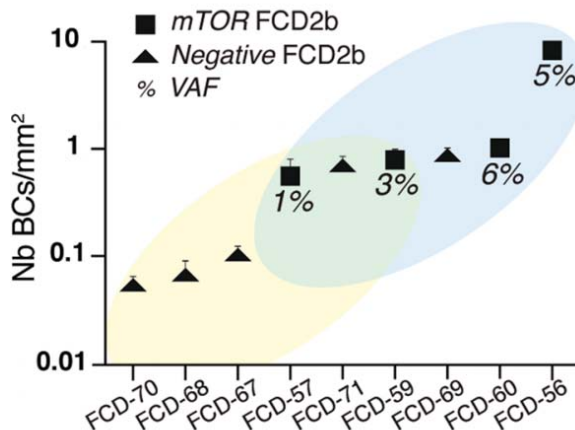 ■ mTOR FCD2b
▲ Negative FCD2b
% VAF
Nb BCs/mm²
10
1
0.1
0.01
5%
1%
3%
6%
FCD-70
FCD-68
FCD-67
FCD-57
FCD-71
FCD-59
FCD-69
FCD-60
FCD-56